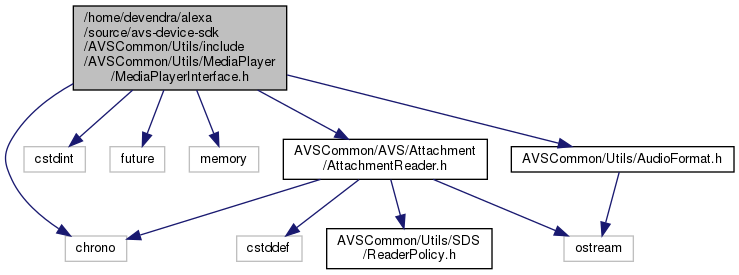 /home/devendra/alexa
/source/avs-device-sdk
/AVSCommon/Utils/include
/AVSCommon/Utils/MediaPlayer
/MediaPlayerInterface.h
cstdint
future
memory
AVSCommon/AVS/Attachment
/AttachmentReader.h
AVSCommon/Utils/AudioFormat.h
chrono
cstddef
AVSCommon/Utils/SDS
/ReaderPolicy.h
ostream